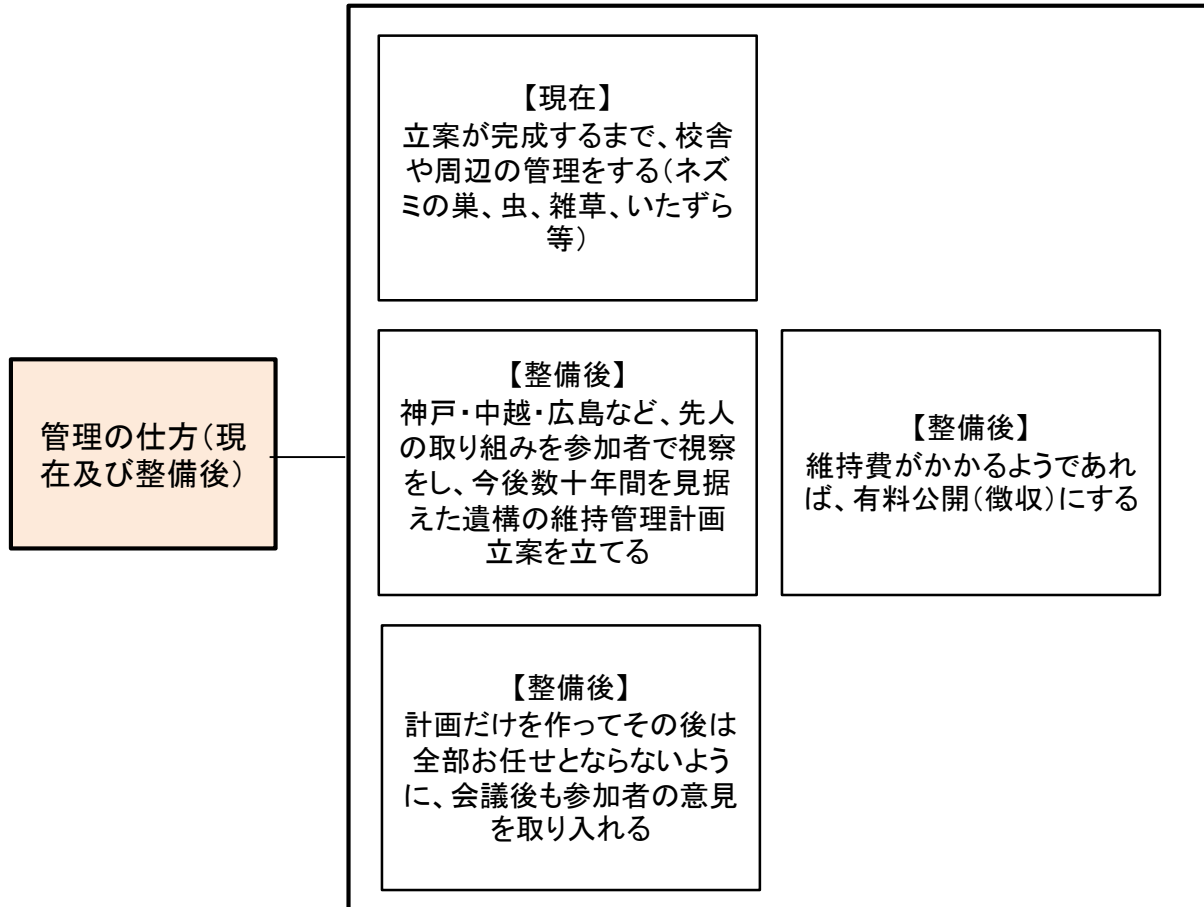 管理の仕方(現
在及び整備後)
【現在】
立案が完成するまで、校舎
や周辺の管理をする(ネズ
ミの巣、虫、雑草、いたずら
等)
【整備後】
神戸・中越・広島など、先人
の取り組みを参加者で視察
をし、今後数十年間を見据
えた遺構の維持管理計画
立案を立てる
【整備後】
維持費がかかるようであれ
ば、有料公開(徴収)にする
【整備後】
計画だけを作ってその後は
全部お任せとならないよう
に、会議後も参加者の意見
を取り入れる